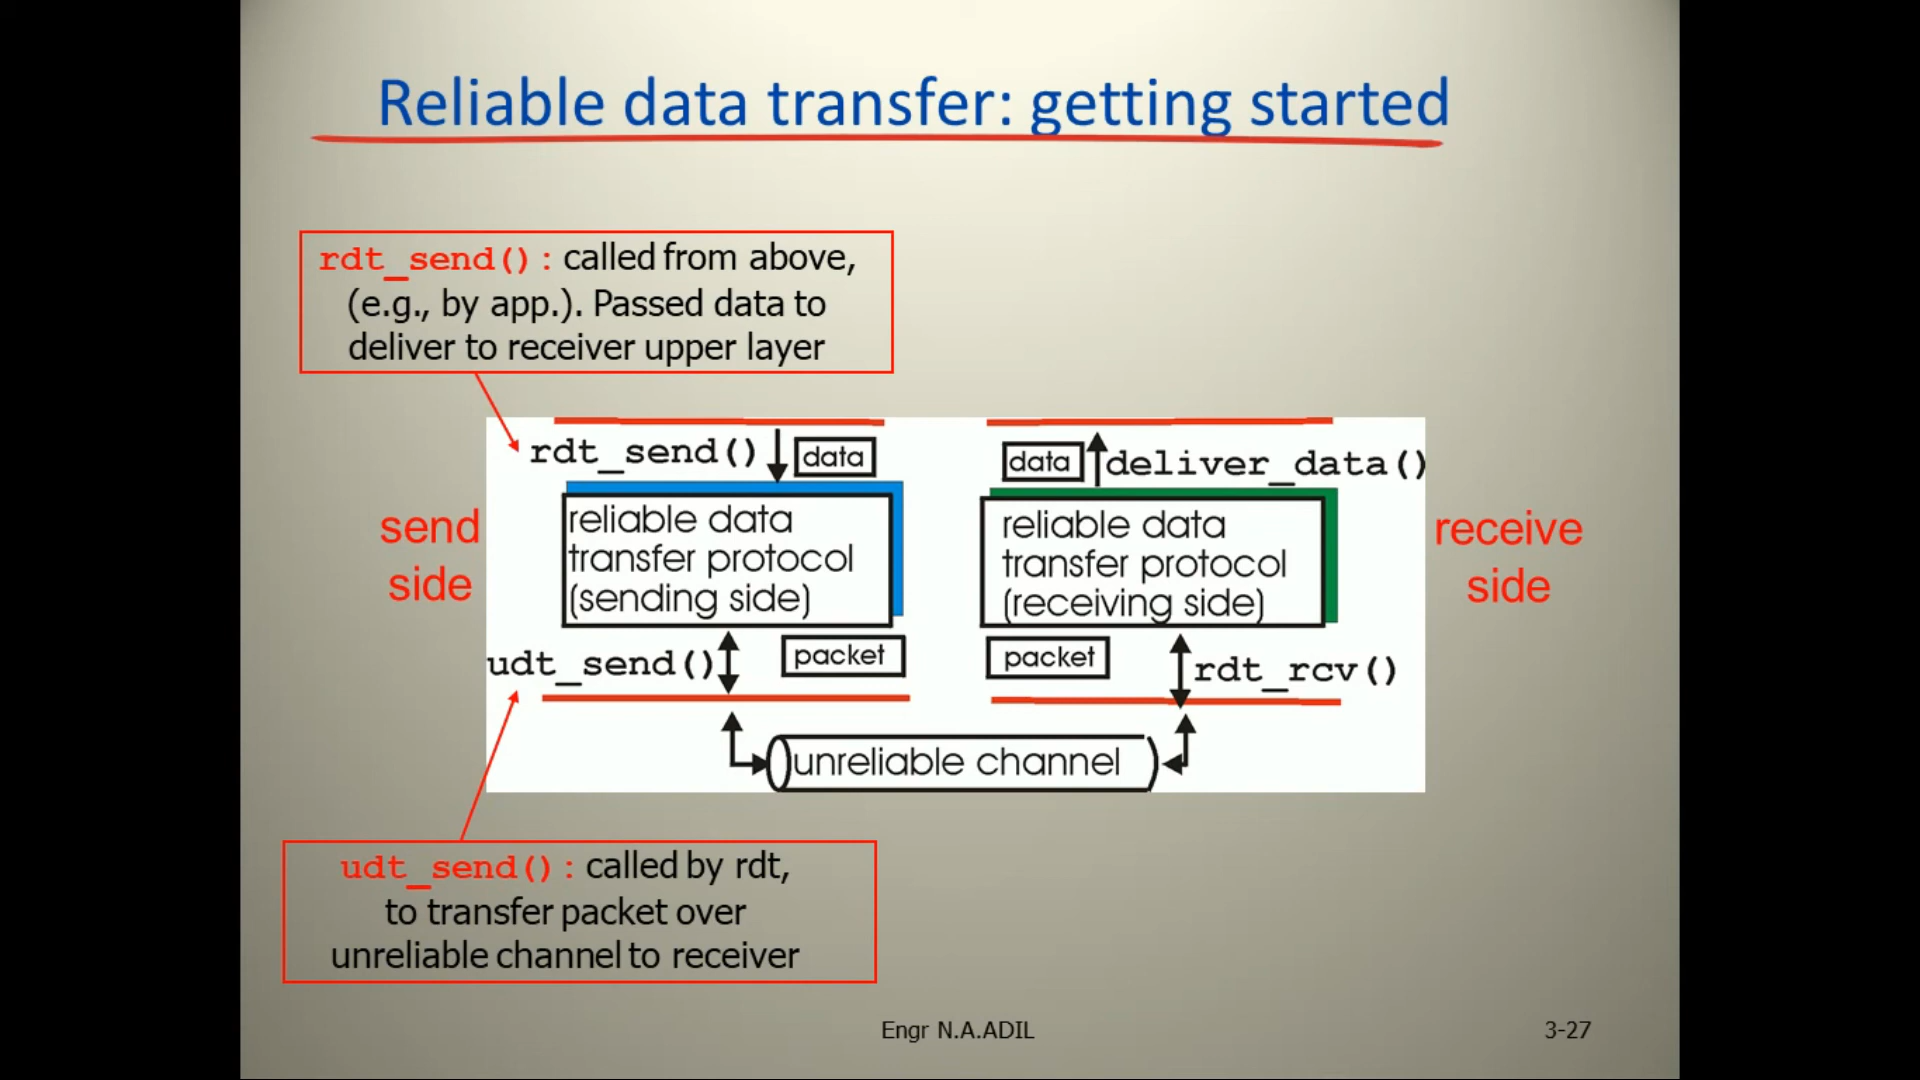 Reliable data transfer: getting started
rdt_send(): called from above,
(e.g., by app.). Passed data to
deliver to receiver upper layer
rdt_send()
data
data
deliver_data()
send
side
reliable data
transfer protocol
(sending side)
reliable data
transfer protocol
(receiving side)
receive
side
udt_send()
packet
packet
rdt_rcv()
unreliable channel
udt_send(): called by rdt,
to transfer packet over
unreliable channel to receiver
Engr N.A.ADIL
3-27